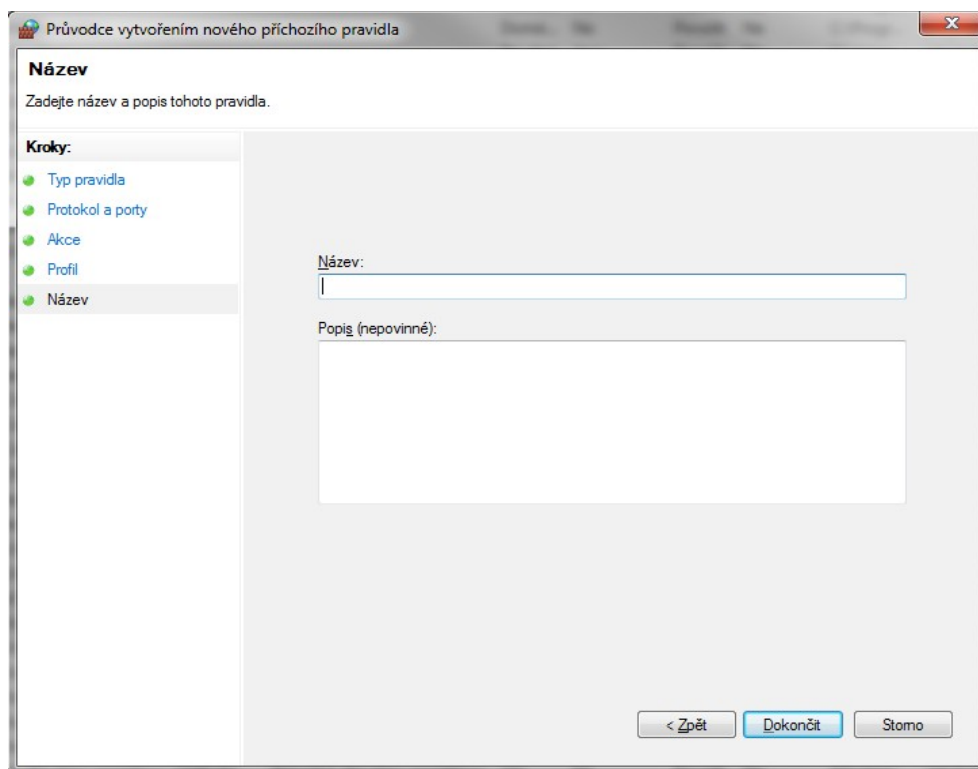 Průvodce vytvořením nového příchozího pravidla
Název
Zadejte název a popis tohoto pravidla.
Kroky:
Typ pravidla
Protokol a porty
Akce
Profil
Název
Název:
Popis (nepovinné):
< Zpět Dokončit Storno